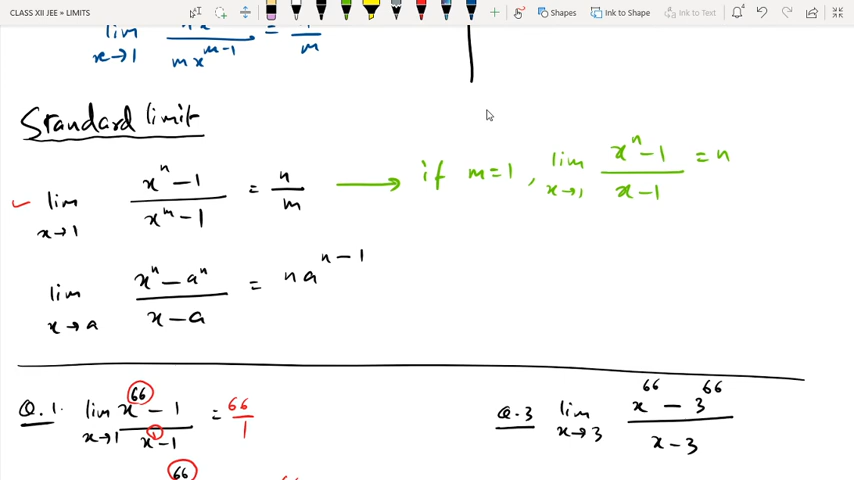 CLASS XII JEE » LIMITS
Shapes
Ink to Shape
Ink to Text
lim
x→1
mx^(m-1) = m
Standard limit
lim x→1 (x^n - 1)/(x^m - 1) = n/m → if m=1, lim x→1 (x^n - 1)/(x - 1) = n
lim x→a (x^n - a^n)/(x - a) = na^(n-1)
Q.1. lim x→1 (x^66 - 1)/(x^1 - 1) = 66/1
Q.3 lim x→3 (x^66 - 3^66)/(x - 3)
66